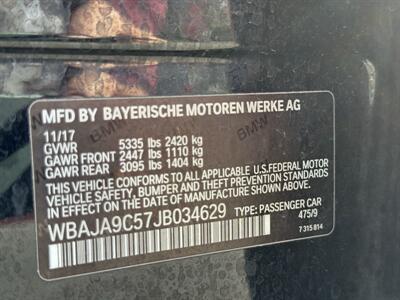 MFD BY BAYERISCHE MOTOREN WERKE AG
11/17
GVWR 5335 lbs 2420 kg
GAWR FRONT 2447 lbs 1110 kg
GAWR REAR 3095 lbs 1404 kg
THIS VEHICLE CONFORMS TO ALL APPLICABLE U.S.FEDERAL MOTOR
VEHICLE SAFETY, BUMPER, AND THEFT PREVENTION STANDARDS
IN EFFECT ON THE DATE OF MANUFACTURE SHOWN ABOVE.
WBAJA9C57JB034629 TYPE: PASSENGER CAR
475/9
7 315 814
BMW
BMW